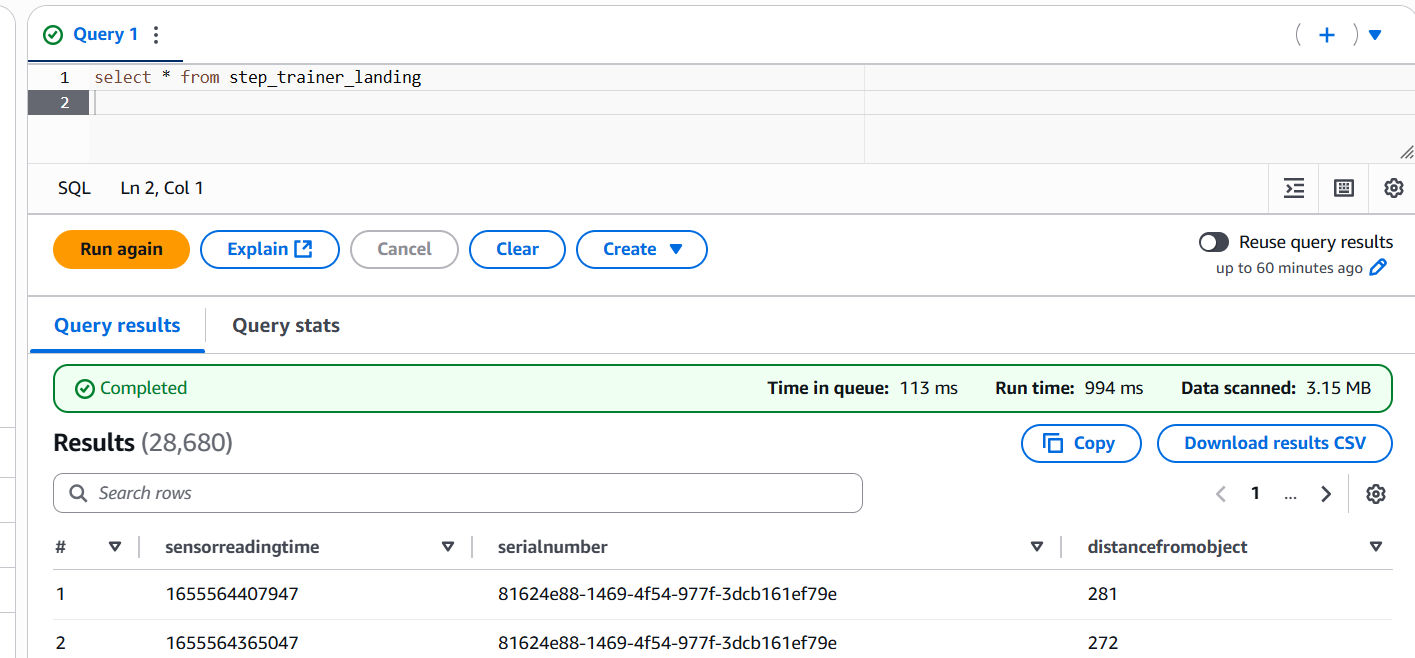 Query 1
1 select * from step_trainer_landing
2
SQL Ln 2, Col 1
Run again Explain Cancel Clear Create Reuse query results
up to 60 minutes ago
Query results Query stats
Completed Time in queue: 113 ms Run time: 994 ms Data scanned: 3.15 MB
Results (28,680) Copy Download results CSV
Search rows 1 ...
# sensorreadingtime serialnumber distancefromobject
1 1655564407947 81624e88-1469-4f54-977f-3dcb161ef79e 281
2 1655564365047 81624e88-1469-4f54-977f-3dcb161ef79e 272